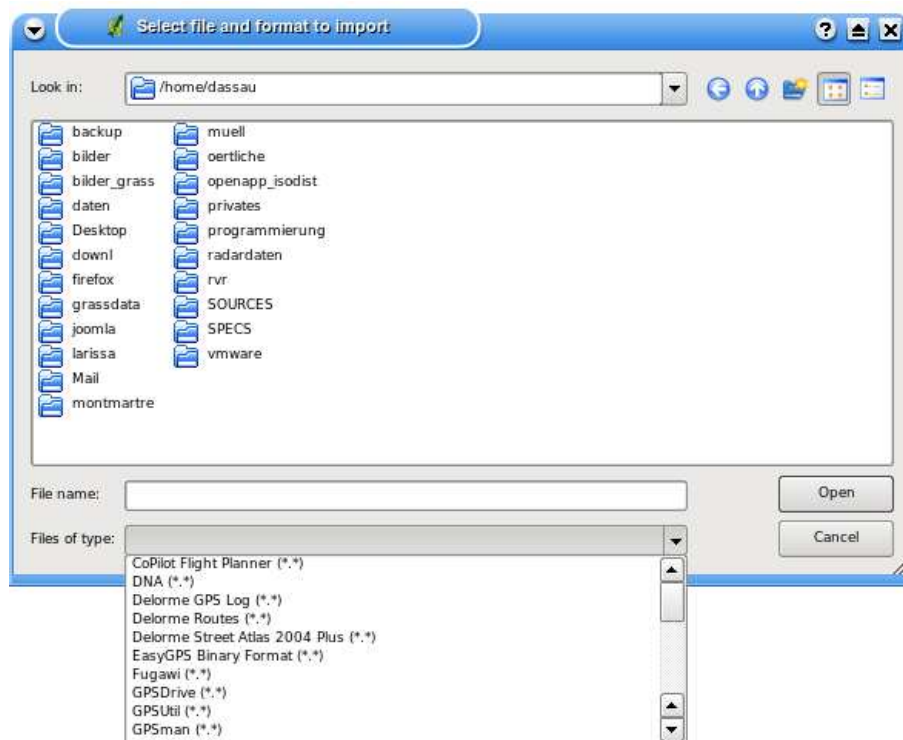 Select file and format to import
Look in:
/home/dassau
backup
bilder
bilder_grass
daten
Desktop
downl
firefox
grassdata
joomla
larissa
Mail
montmartre
muell
oertliche
openapp_isodist
privates
programmierung
radardaten
rvr
SOURCES
SPECS
vmware
File name:
Open
Files of type:
Cancel
CoPilot Flight Planner (*.*)
DNA (*.*)
Delorme GPS Log (*.*)
Delorme Routes (*.*)
Delorme Street Atlas 2004 Plus (*.*)
EasyGPS Binary Format (*.*)
Fugawi (*.*)
GPSDrive (*.*)
GPSUtil (*.*)
GPSman (*.*)